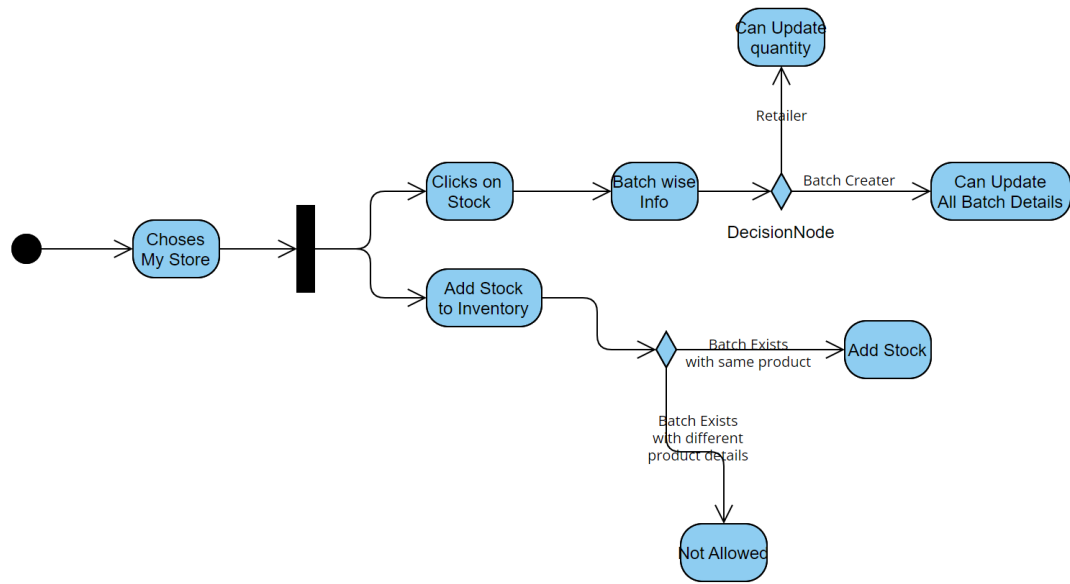 Can Update
quantity
Retailer
Clicks on
Stock
Batch wise
Info
Batch Creater
Can Update
All Batch Details
DecisionNode
Choses
My Store
Add Stock
to Inventory
Batch Exists
with same product
Add Stock
Batch Exists
with different
product details
Not Allowed